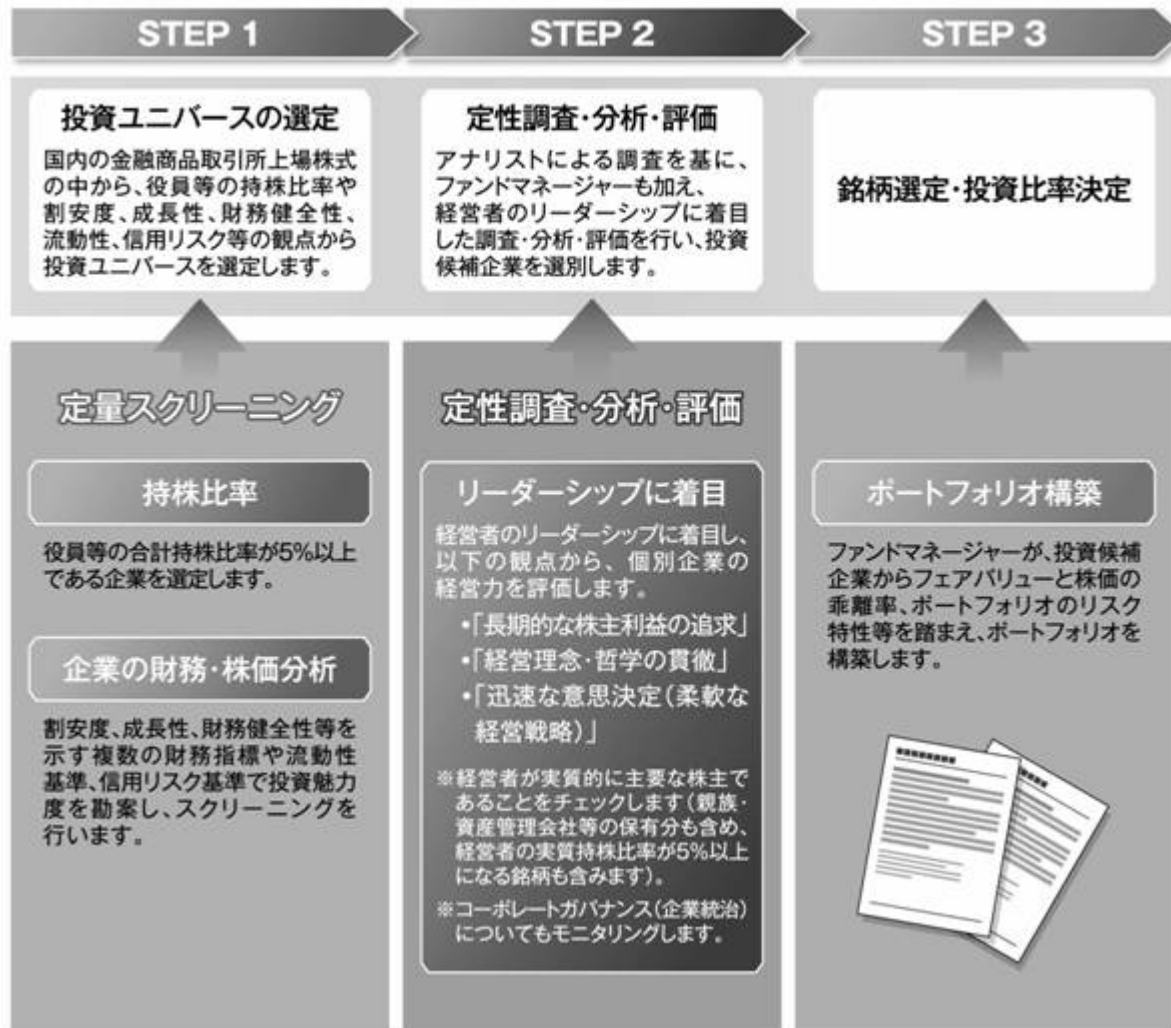 STEP 1
STEP 2
STEP 3
投資ユニバースの選定
国内の金融商品取引所上場株式
の中から、役員等の持株比率や
割安度、成長性、財務健全性、
流動性、信用リスク等の観点から
投資ユニバースを選定します。
定性調査・分析・評価
アナリストによる調査を基に、
ファンドマネージャーも加え、
経営者のリーダーシップに着目
した調査・分析・評価を行い、投資
候補企業を選別します。
銘柄選定・投資比率決定
定量スクリーニング
持株比率
役員等の合計持株比率が5%以上
である企業を選定します。
企業の財務・株価分析
割安度、成長性、財務健全性等を
示す複数の財務指標や流動性
基準、信用リスク基準で投資魅力
度を勘案し、スクリーニングを
行います。
定性調査・分析・評価
リーダーシップに着目
経営者のリーダーシップに着目し、
以下の観点から、個別企業の
経営力を評価します。
•「長期的な株主利益の追求」
•「経営理念・哲学の貫徹」
•「迅速な意思決定(柔軟な
経営戦略)」
※経営者が実質的に主要な株主で
あることをチェックします(親族・
資産管理会社等の保有分も含め、
経営者の実質持株比率が5%以上
になる銘柄も含みます)。
※コーポレートガバナンス(企業統治)
についてもモニタリングします。
ポートフォリオ構築
ファンドマネージャーが、投資候補
企業からフェアバリューと株価の
乖離率、ポートフォリオのリスク
特性等を踏まえ、ポートフォリオを
構築します。